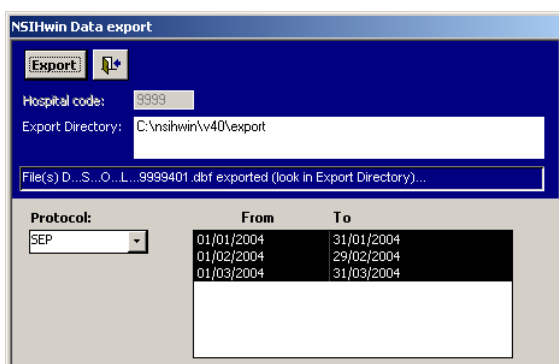 NSIHwin Data export
Export
Hospital code: 9999
Export Directory: C:\nsihwin\v40\export
File(s) D...S...O...L...9999401.dbf exported (look in Export Directory)...
Protocol: From To
SEP
01/01/2004 31/01/2004
01/02/2004 29/02/2004
01/03/2004 31/03/2004